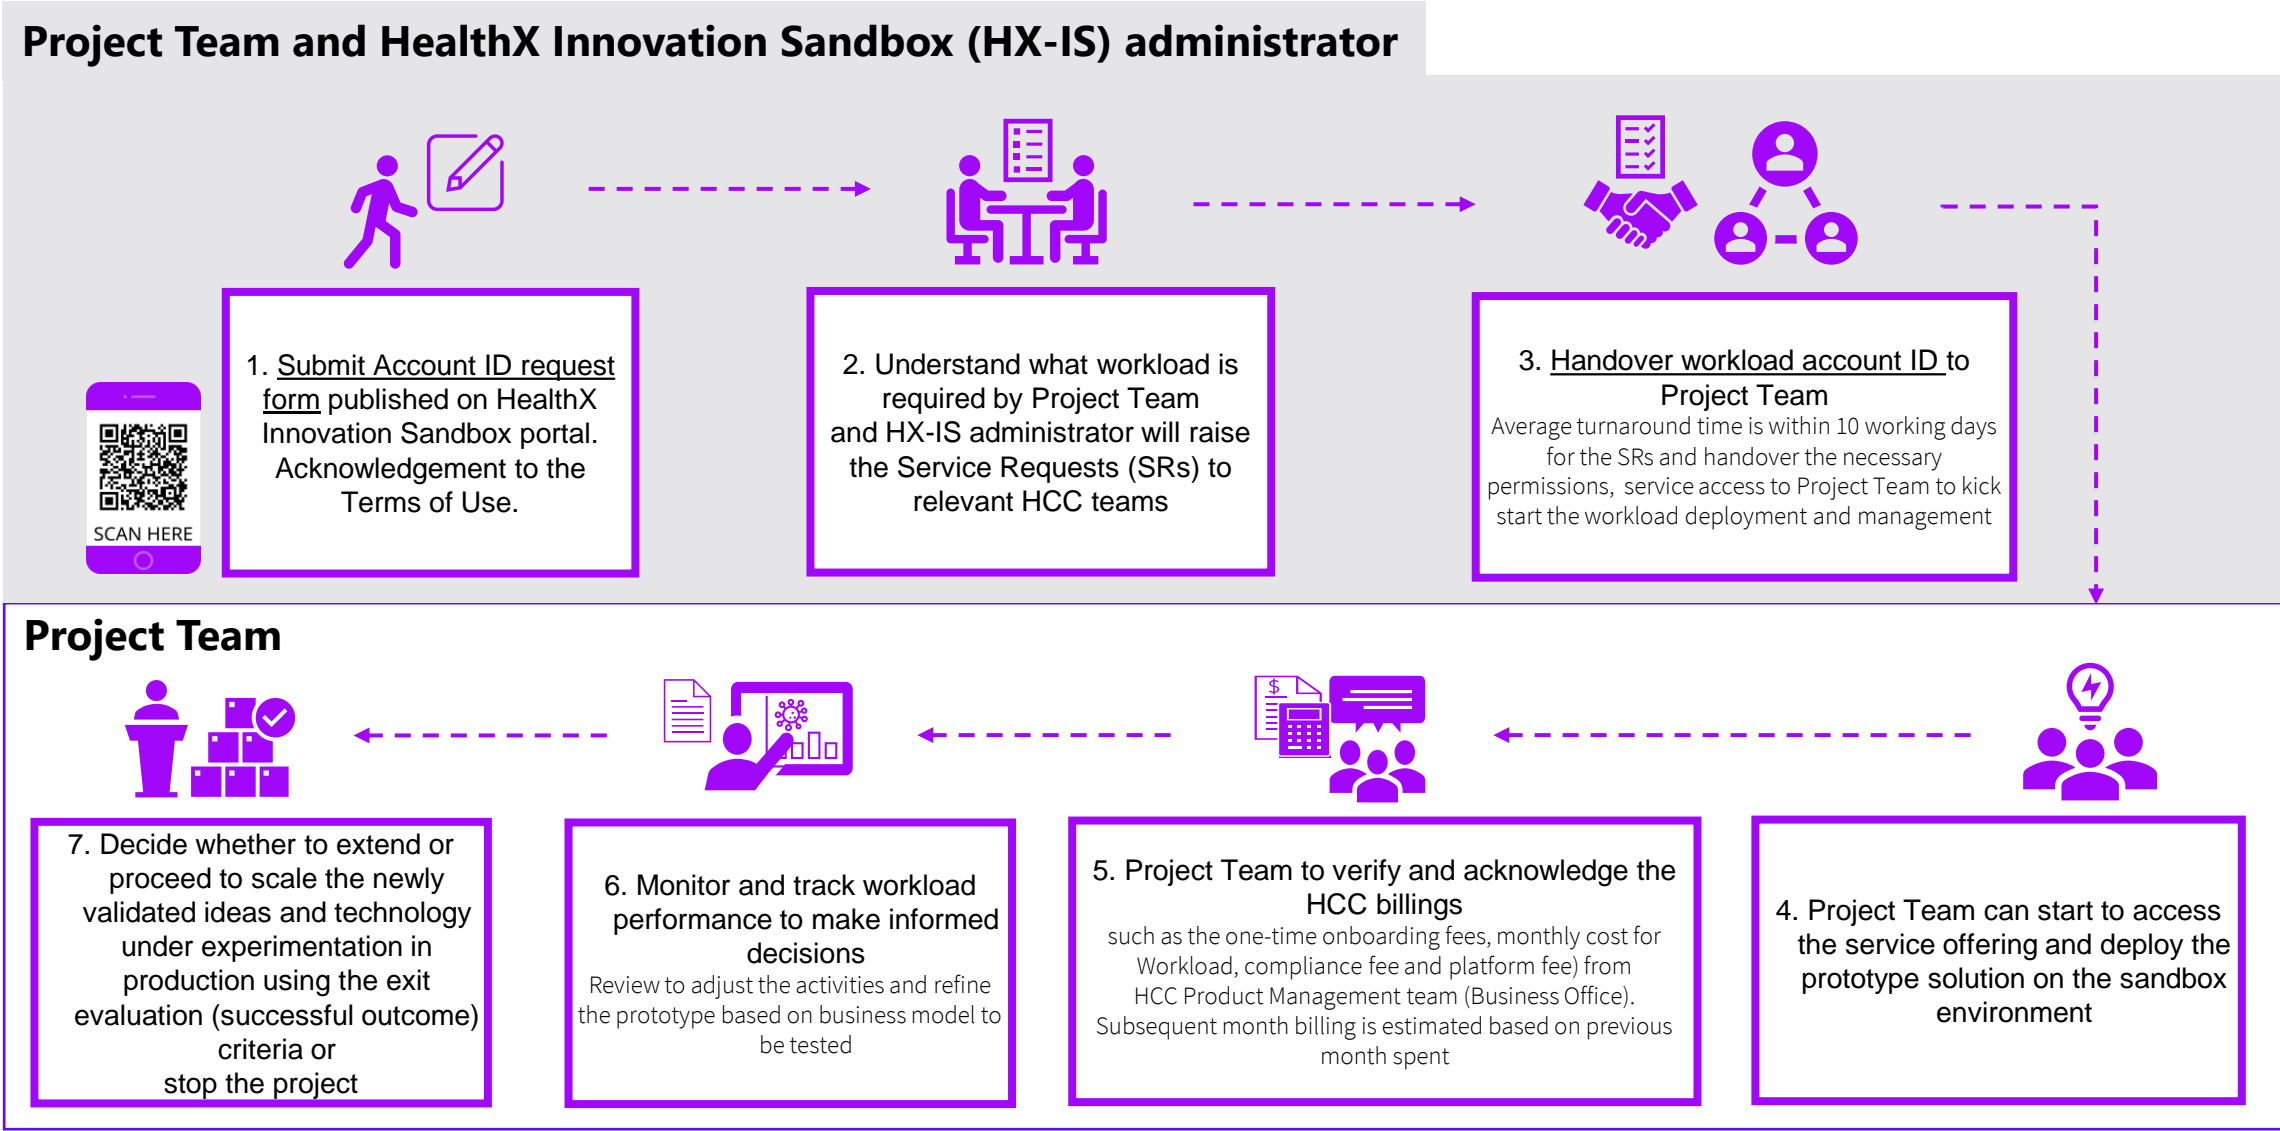 Project Team and HealthX Innovation Sandbox (HX-IS) administrator
1. Submit Account ID request
form published on HealthX
Innovation Sandbox portal.
Acknowledgement to the
Terms of Use.
SCAN HERE
2. Understand what workload is
required by Project Team
and HX-IS administrator will raise
the Service Requests (SRs) to
relevant HCC teams
3. Handover workload account ID to
Project Team
Average turnaround time is within 10 working days
for the SRs and handover the necessary
permissions, service access to Project Team to kick
start the workload deployment and management
Project Team
$
7. Decide whether to extend or
proceed to scale the newly
validated ideas and technology
under experimentation in
production using the exit
evaluation (successful outcome)
criteria or
stop the project
6. Monitor and track workload
performance to make informed
decisions
Review to adjust the activities and refine
the prototype based on business model to
be tested
5. Project Team to verify and acknowledge the
HCC billings
such as the one-time onboarding fees, monthly cost for
Workload, compliance fee and platform fee) from
HCC Product Management team (Business Office).
Subsequent month billing is estimated based on previous
month spent
4. Project Team can start to access
the service offering and deploy the
prototype solution on the sandbox
environment